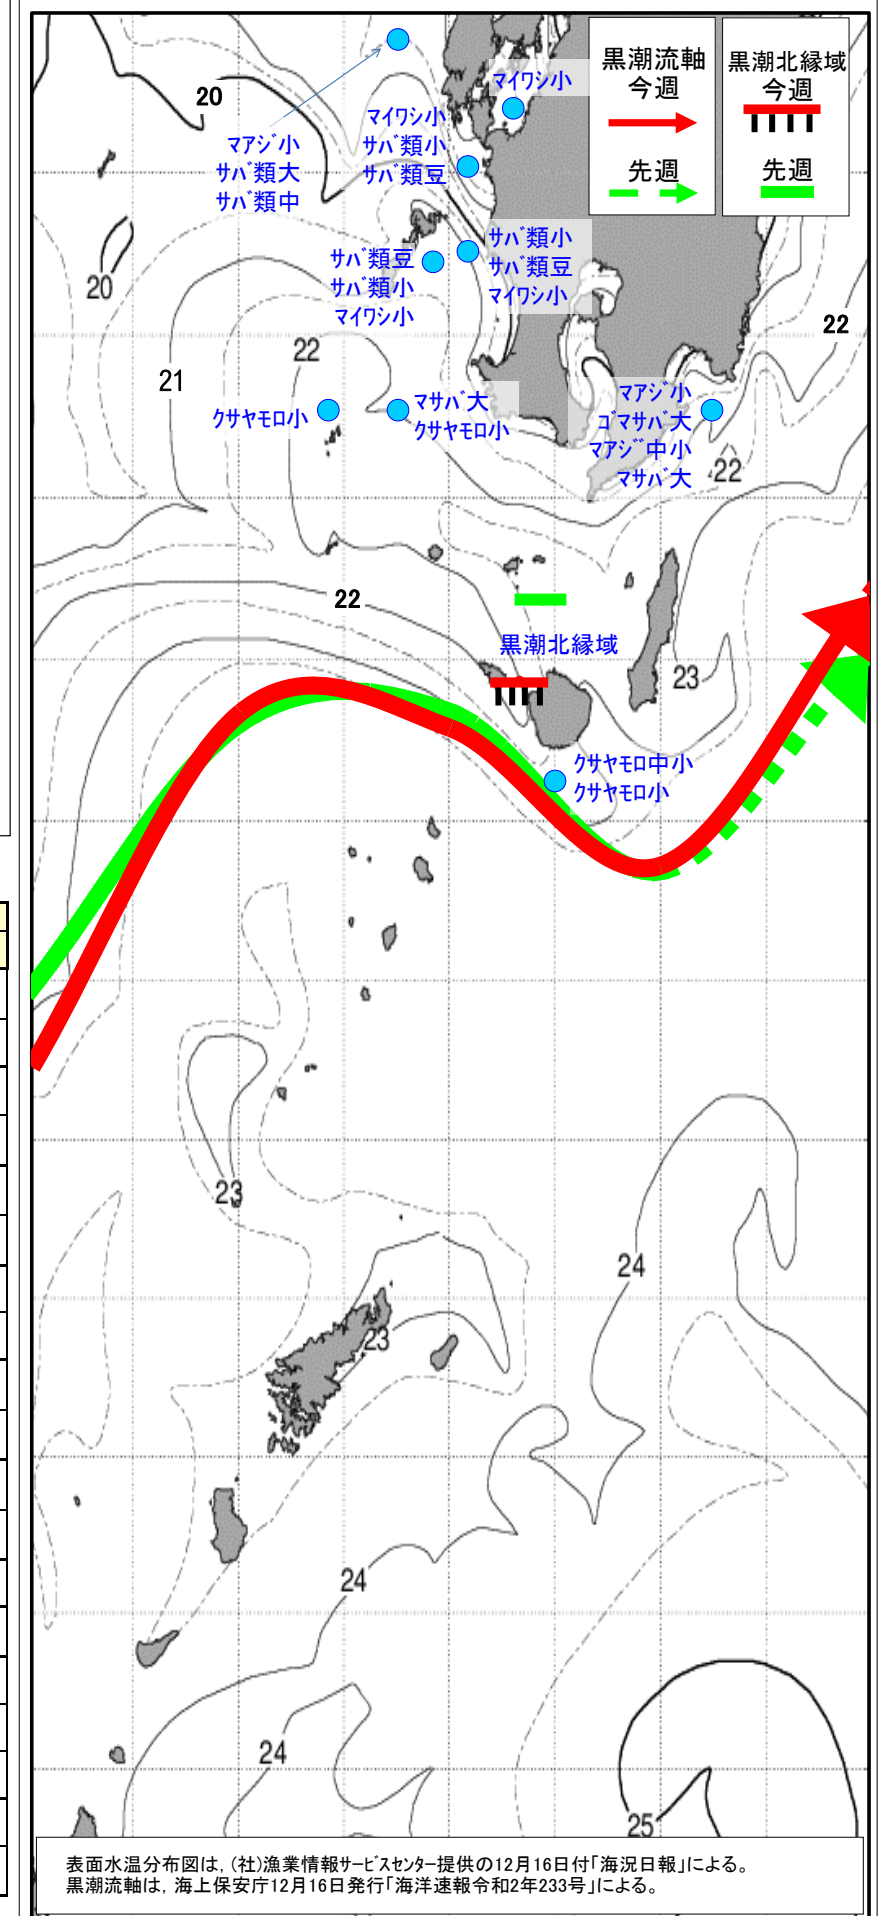 黒潮流軸
今週
先週
黒潮北縁域
今週
先週
20
マイワシ小
マアジ小
サバ類大
サバ類中
マイワシ小
サバ類小
サバ類豆
サバ類小
サバ類豆
マイワシ小
サバ類豆
サバ類小
マイワシ小
20
22
22
21
クサヤモロ小
マサバ大
クサヤモロ小
マアジ小
ゴマサバ大
マアジ中小
マサバ大
22
22
黒潮北縁域
23
クサヤモロ中小
クサヤモロ小
23
24
23
24
24
25
表面水温分布図は，(社)漁業情報サービスセンター提供の12月16日付「海況日報」による。
黒潮流軸は，海上保安庁12月16日発行「海洋速報令和2年233号」による。